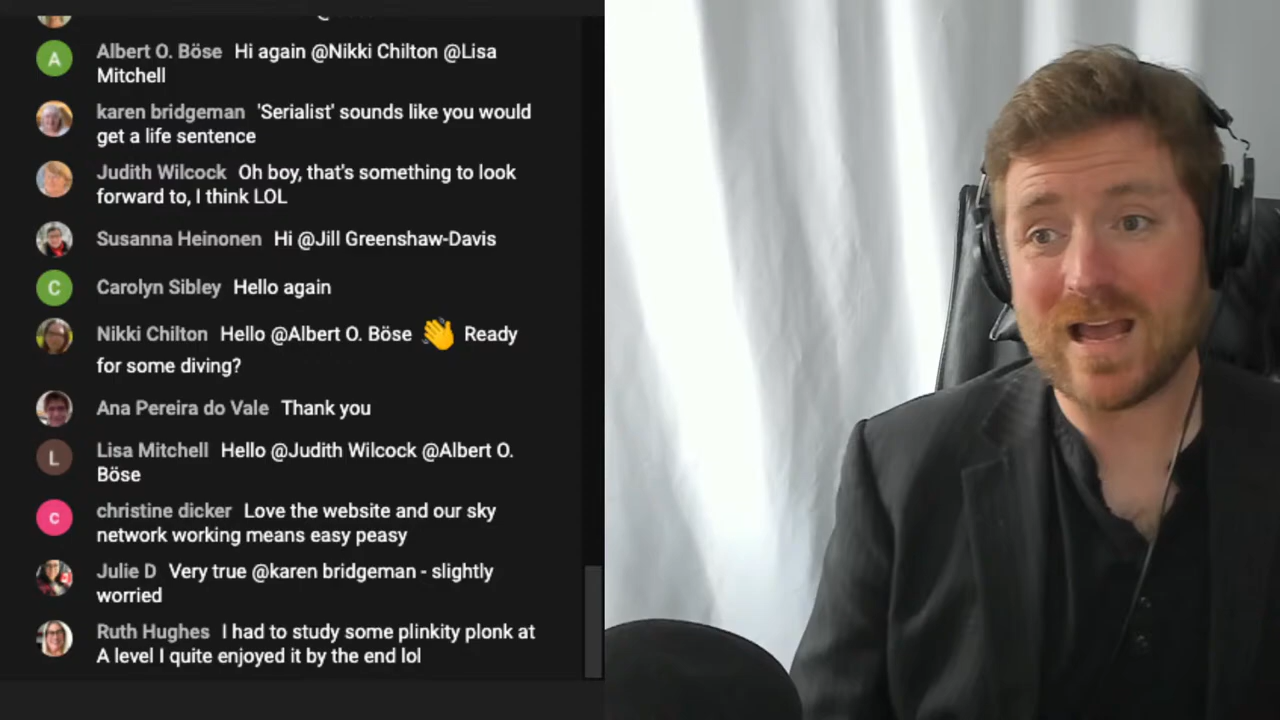 @
A
Albert O. Böse Hi again @Nikki Chilton @Lisa
Mitchell
karen bridgeman 'Serialist' sounds like you would
get a life sentence
Judith Wilcock Oh boy, that's something to look
forward to, I think LOL
Susanna Heinonen Hi @Jill Greenshaw-Davis
C
Carolyn Sibley Hello again
Nikki Chilton Hello @Albert O. Böse 👋 Ready
for some diving?
Ana Pereira do Vale Thank you
L
Lisa Mitchell Hello @Judith Wilcock @Albert O.
Böse
c
christine dicker Love the website and our sky
network working means easy peasy
Julie D Very true @karen bridgeman - slightly
worried
Ruth Hughes I had to study some plinkity plonk at
A level I quite enjoyed it by the end lol